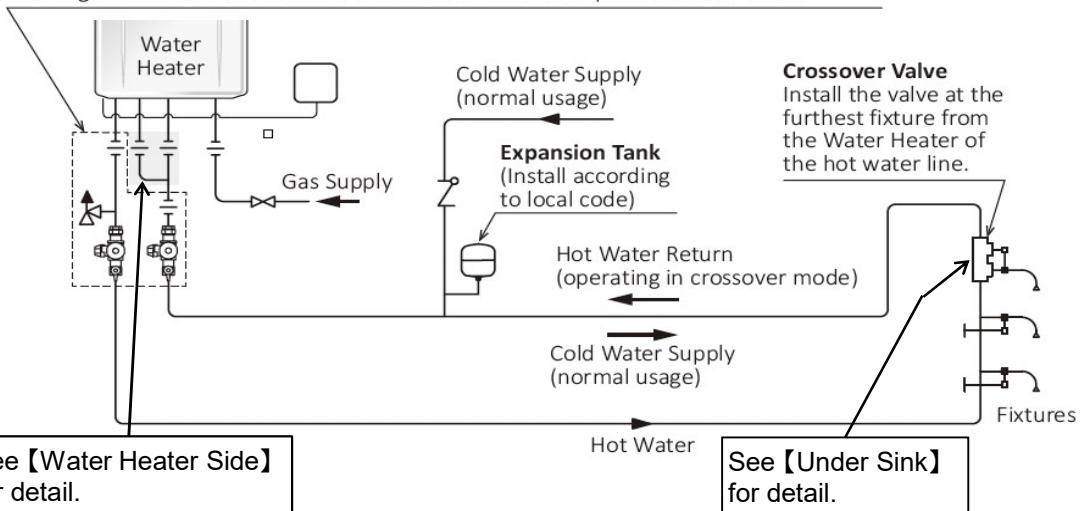 Water
Heater
Cold Water Supply
(normal usage)
Crossover Valve
Install the valve at the
furthest fixture from
the Water Heater of
the hot water line.
Expansion Tank
(Install according
to local code)
Gas Supply
Hot Water Return
(operating in crossover mode)
Cold Water Supply
(normal usage)
Fixtures
Hot Water
【Water Heater Side】
detail.
See【Under Sink】
for detail.